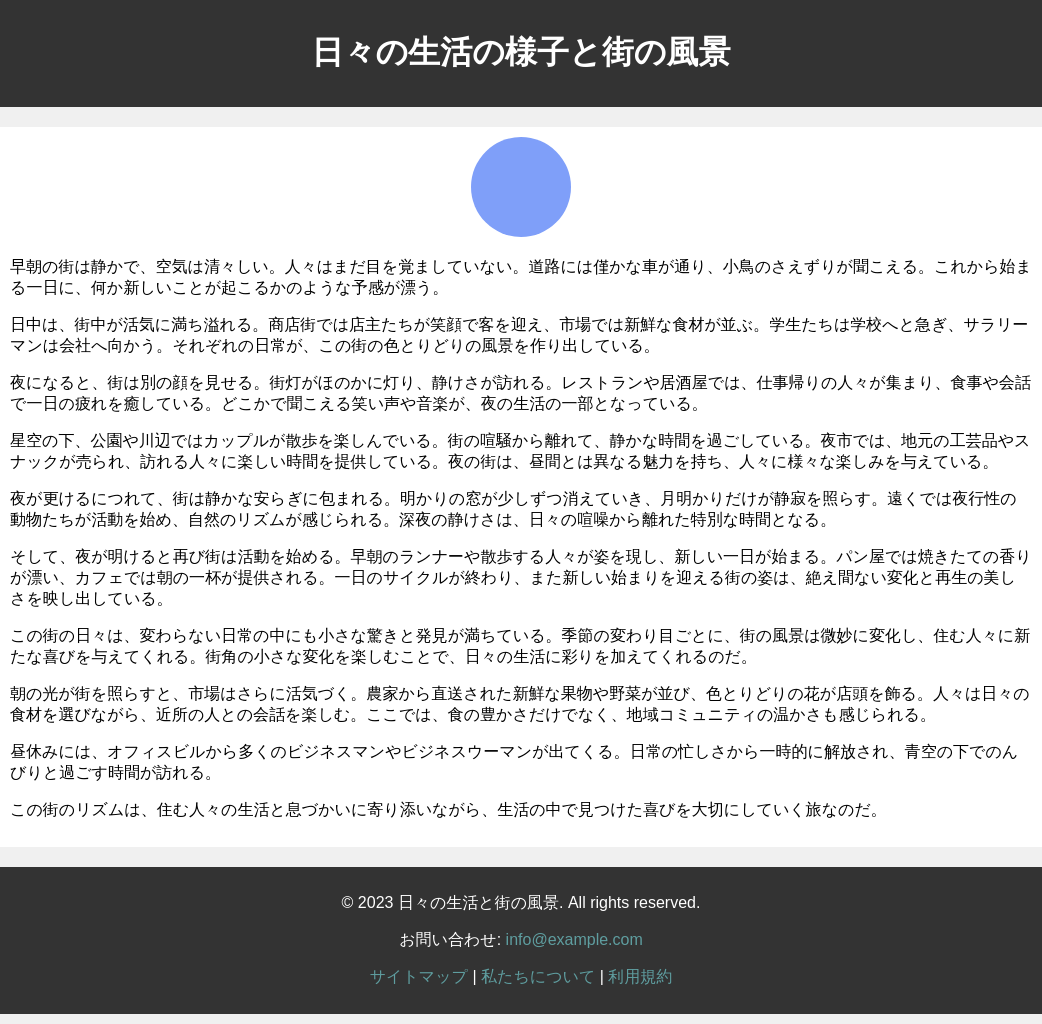 日々の生活の様子と街の風景
早朝の街は静かで、空気は清々しい。人々はまだ目を覚ましていない。道路には僅かな車が通り、小鳥のさえずりが聞こえる。これから始ま
る一日に、何か新しいことが起こるかのような予感が漂う。
日中は、街中が活気に満ち溢れる。商店街では店主たちが笑顔で客を迎え、市場では新鮮な食材が並ぶ。学生たちは学校へと急ぎ、サラリー
マンは会社へ向かう。それぞれの日常が、この街の色とりどりの風景を作り出している。
夜になると、街は別の顔を見せる。街灯がほのかに灯り、静けさが訪れる。レストランや居酒屋では、仕事帰りの人々が集まり、食事や会話
で一日の疲れを癒している。どこかで聞こえる笑い声や音楽が、夜の生活の一部となっている。
星空の下、公園や川辺ではカップルが散歩を楽しんでいる。街の喧騒から離れて、静かな時間を過ごしている。夜市では、地元の工芸品やス
ナックが売られ、訪れる人々に楽しい時間を提供している。夜の街は、昼間とは異なる魅力を持ち、人々に様々な楽しみを与えている。
夜が更けるにつれて、街は静かな安らぎに包まれる。明かりの窓が少しずつ消えていき、月明かりだけが静寂を照らす。遠くでは夜行性の
動物たちが活動を始め、自然のリズムが感じられる。深夜の静けさは、日々の喧噪から離れた特別な時間となる。
そして、夜が明けると再び街は活動を始める。早朝のランナーや散歩する人々が姿を現し、新しい一日が始まる。パン屋では焼きたての香り
が漂い、カフェでは朝の一杯が提供される。一日のサイクルが終わり、また新しい始まりを迎える街の姿は、絶え間ない変化と再生の美し
さを映し出している。
この街の日々は、変わらない日常の中にも小さな驚きと発見が満ちている。季節の変わり目ごとに、街の風景は微妙に変化し、住む人々に新
たな喜びを与えてくれる。街角の小さな変化を楽しむことで、日々の生活に彩りを加えてくれるのだ。
朝の光が街を照らすと、市場はさらに活気づく。農家から直送された新鮮な果物や野菜が並び、色とりどりの花が店頭を飾る。人々は日々の
食材を選びながら、近所の人との会話を楽しむ。ここでは、食の豊かさだけでなく、地域コミュニティの温かさも感じられる。
昼休みには、オフィスビルから多くのビジネスマンやビジネスウーマンが出てくる。日常の忙しさから一時的に解放され、青空の下でのん
びりと過ごす時間が訪れる。
この街のリズムは、住む人々の生活と息づかいに寄り添いながら、生活の中で見つけた喜びを大切にしていく旅なのだ。
© 2023 日々の生活と街の風景. All rights reserved.
お問い合わせ: info@example.com
サイトマップ | 私たちについて | 利用規約